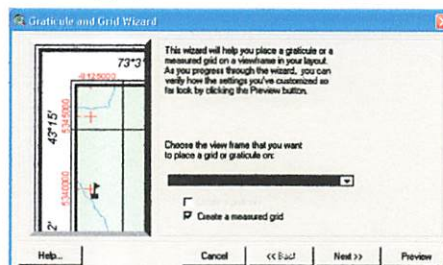 Graticule and Grid Wizard
73°3'
-8125000
5345000
43°15'
5340000
2'
This wizard will help you place a graticule or a
measured grid on a viewframe in your layout.
As you progress through the wizard, you can
verify how the settings you've customized so
far look by clicking the Preview button.
Choose the view frame that you want
to place a grid or graticule on:
Create a measured grid
Help...
Cancel
<< Back
Next >>
Preview